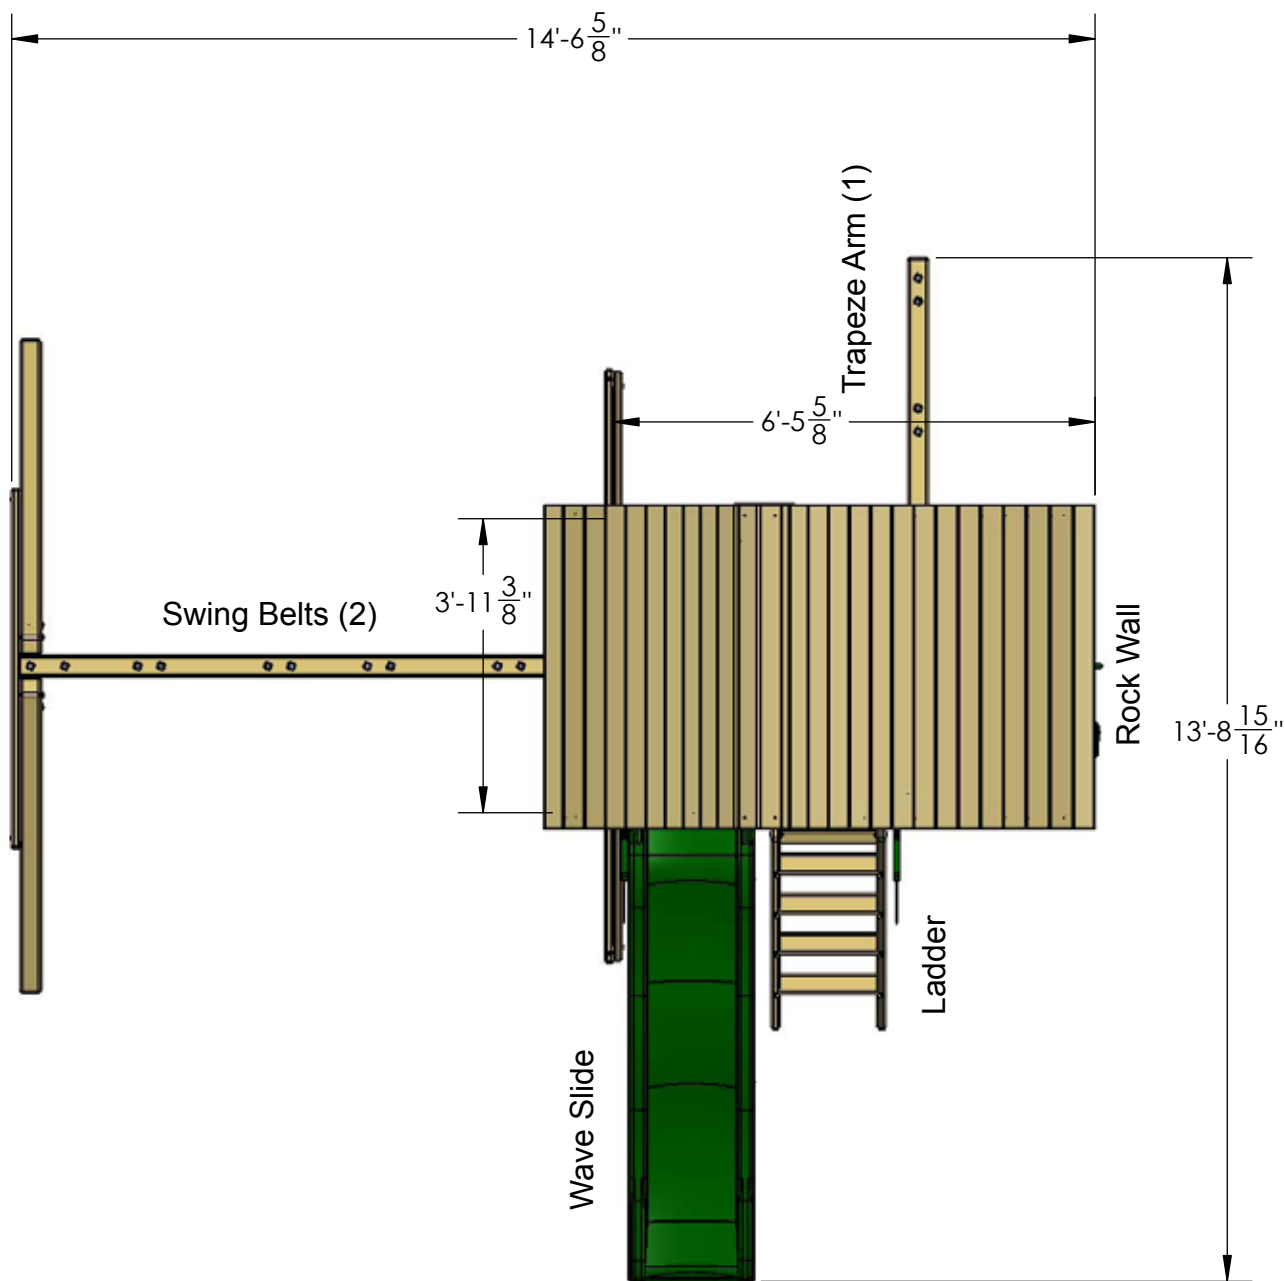 14'-6 5/8"
Trapeze Arm (1)
6'-5 5/8"
Swing Belts (2)
3'-11 3/8"
Rock Wall
13'-8 15/16"
Ladder
Wave Slide